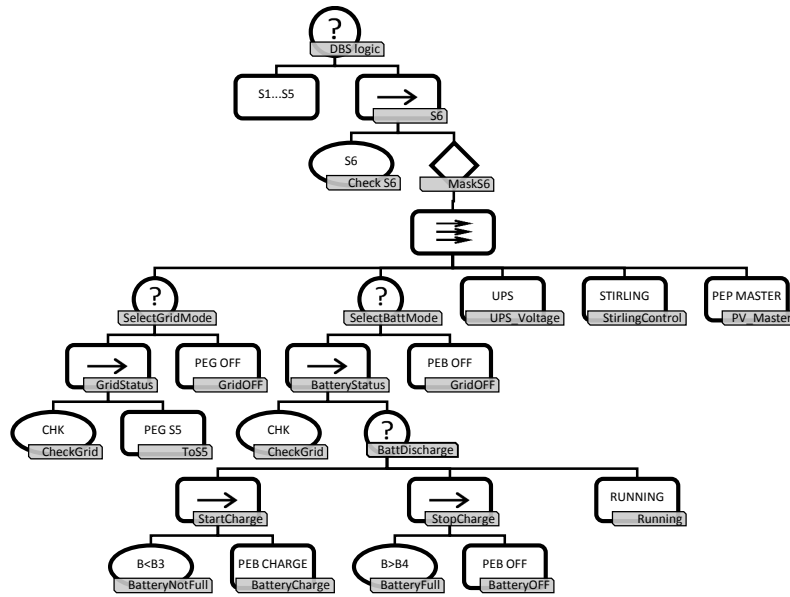 ?
DBS logic
S1...S5
S6
S6
Check S6
MaskS6
?
SelectGridMode
?
SelectBattMode
UPS
UPS_Voltage
STIRLING
StirlingControl
PEP MASTER
PV_Master
GridStatus
PEG OFF
GridOFF
BatteryStatus
PEB OFF
GridOFF
CHK
CheckGrid
PEG S5
ToS5
CHK
CheckGrid
?
BattDischarge
StartCharge
StopCharge
RUNNING
Running
B<B3
BatteryNotFull
PEB CHARGE
BatteryCharge
B>B4
BatteryFull
PEB OFF
BatteryOFF